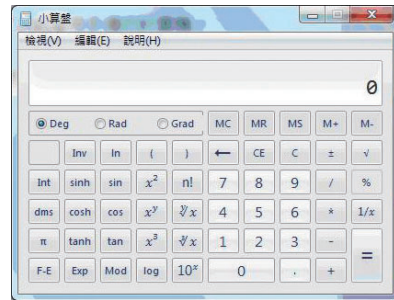 小算盤
檢視(V) 編輯(E) 說明(H)
0
Deg Rad Grad MC MR MS M+ M-
Inv ln ( ) ← CE C ± √
Int sinh sin x² n! 7 8 9 / %
dms cosh cos xʸ ʸ√x 4 5 6 * 1/x
π tanh tan x³ ³√x 1 2 3 - =
F-E Exp Mod log 10ˣ 0 . +